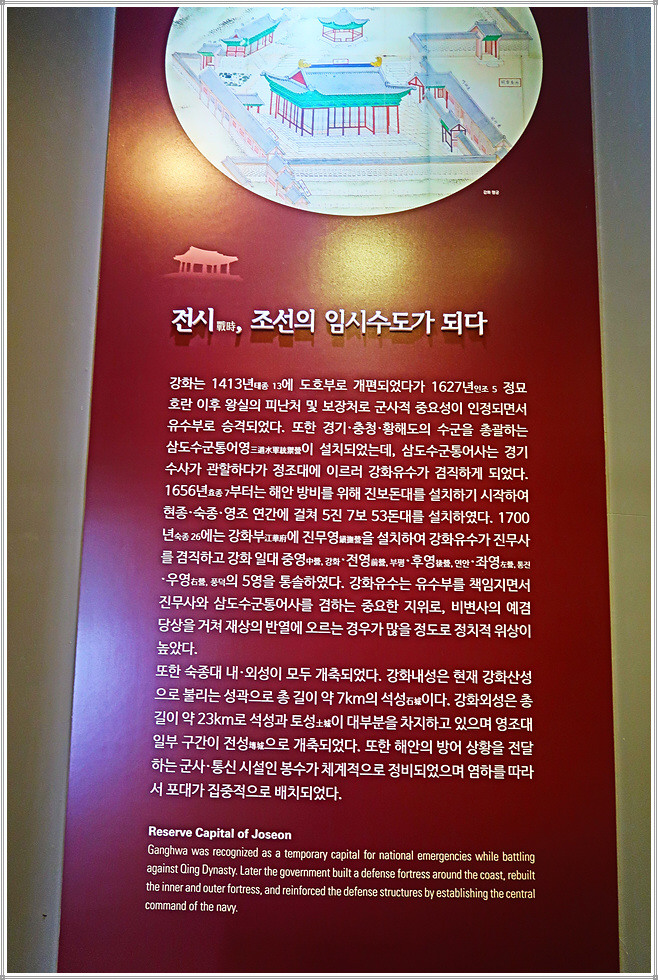 강화 행궁
전시戰時, 조선의 임시수도가 되다
강화는 1413년태종 13에 도호부로 개편되었다가 1627년인조 5 정묘
호란 이후 왕실의 피난처 및 보장처로 군사적 중요성이 인정되면서
유수부로 승격되었다. 또한 경기·충청·황해도의 수군을 총괄하는
삼도수군통어영三道水軍統禦營이 설치되었는데, 삼도수군통어사는 경기
수사가 관할하다가 정조대에 이르러 강화유수가 겸직하게 되었다.
1656년효종 7부터는 해안 방비를 위해 진보돈대를 설치하기 시작하여
현종·숙종·영조 연간에 걸쳐 5진 7보 53돈대를 설치하였다. 1700
년숙종 26에는 강화부江華府에 진무영鎭撫營을 설치하여 강화유수가 진무사
를 겸직하고 강화 일대 중영中營, 강화·전영前營, 부평·후영後營, 연안·좌영左營, 통진
·우영右營, 풍덕의 5영을 통솔하였다. 강화유수는 유수부를 책임지면서
진무사와 삼도수군통어사를 겸하는 중요한 지위로, 비변사의 예겸
당상을 거쳐 재상의 반열에 오르는 경우가 많을 정도로 정치적 위상이
높았다.
또한 숙종대 내·외성이 모두 개축되었다. 강화내성은 현재 강화산성
으로 불리는 성곽으로 총 길이 약 7km의 석성石城이다. 강화외성은 총
길이 약 23km로 석성과 토성土城이 대부분을 차지하고 있으며 영조대
일부 구간이 전성塼城으로 개축되었다. 또한 해안의 방어 상황을 전달
하는 군사·통신 시설인 봉수가 체계적으로 정비되었으며 염하를 따라
서 포대가 집중적으로 배치되었다.
Reserve Capital of Joseon
Ganghwa was recognized as a temporary capital for national emergencies while battling
against Qing Dynasty. Later the government built a defense fortress around the coast, rebuilt
the inner and outer fortress, and reinforced the defense structures by establishing the central
command of the navy.